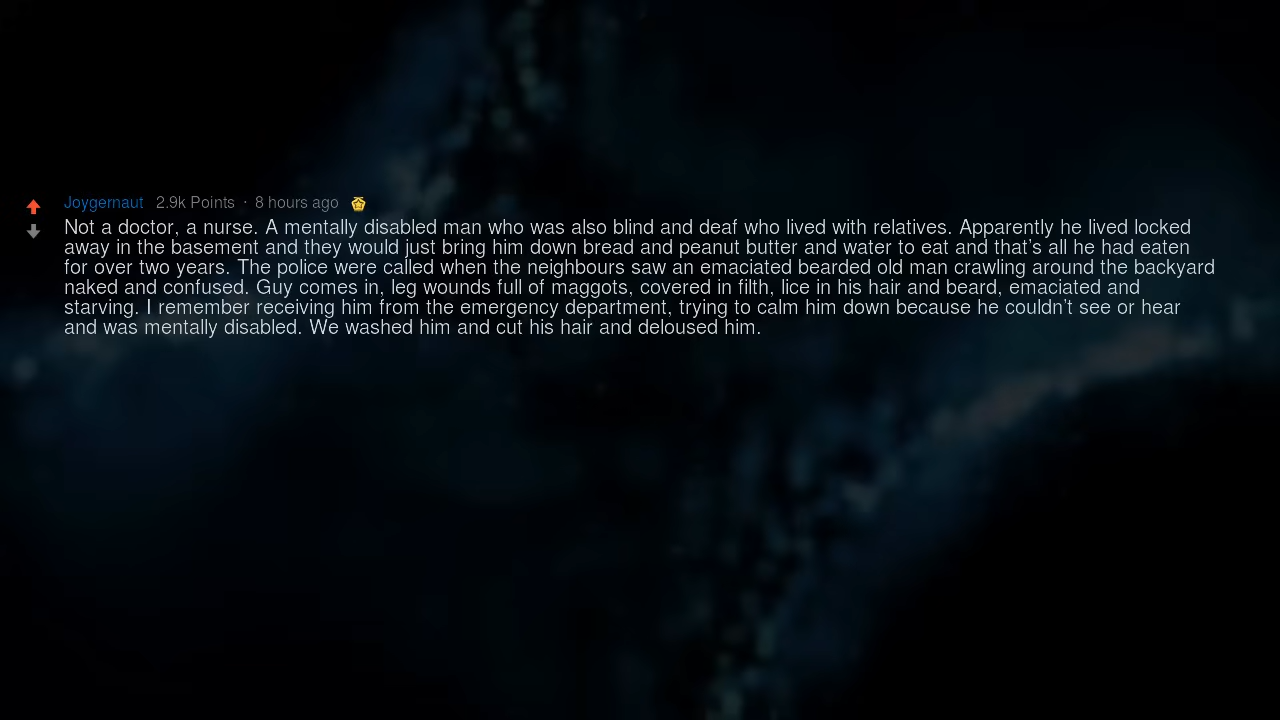 Joygernaut 2.9k Points · 8 hours ago
Not a doctor, a nurse. A mentally disabled man who was also blind and deaf who lived with relatives. Apparently he lived locked
away in the basement and they would just bring him down bread and peanut butter and water to eat and that's all he had eaten
for over two years. The police were called when the neighbours saw an emaciated bearded old man crawling around the backyard
naked and confused. Guy comes in, leg wounds full of maggots, covered in filth, lice in his hair and beard, emaciated and
starving. I remember receiving him from the emergency department, trying to calm him down because he couldn't see or hear
and was mentally disabled. We washed him and cut his hair and deloused him.